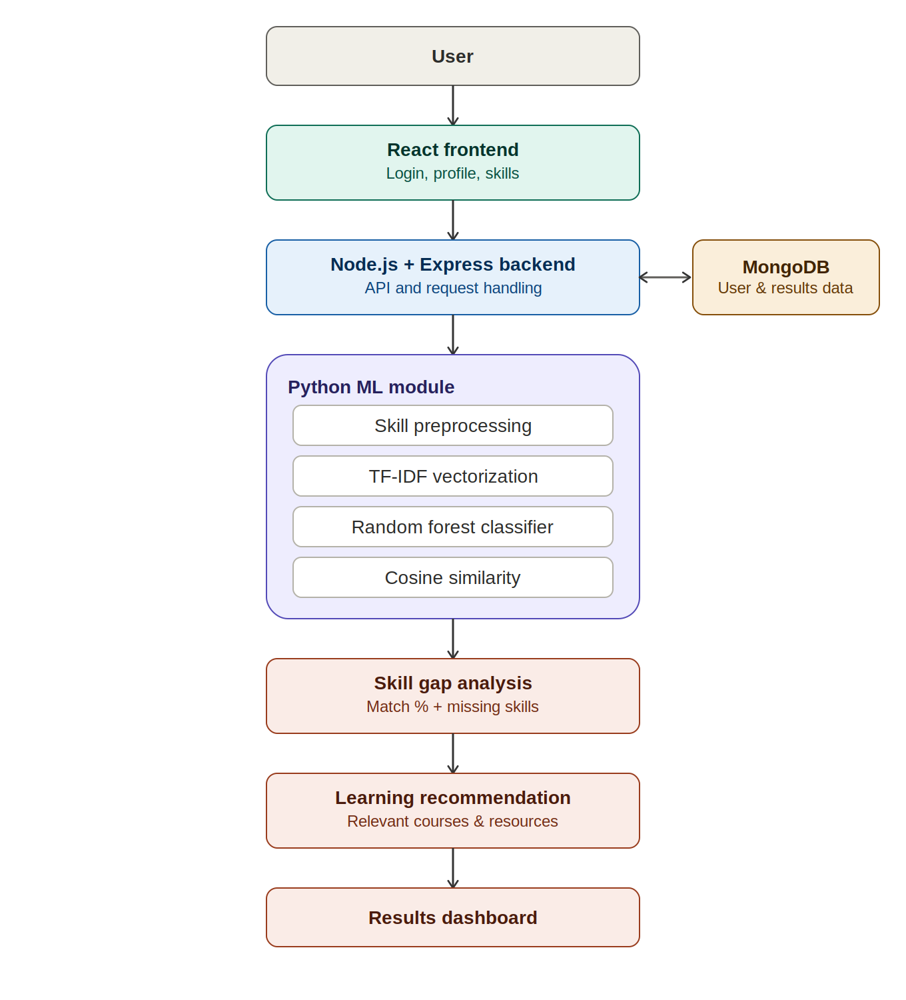 User
React frontend
Login, profile, skills
Node.js + Express backend
API and request handling
MongoDB
User & results data
Python ML module
Skill preprocessing
TF-IDF vectorization
Random forest classifier
Cosine similarity
Skill gap analysis
Match % + missing skills
Learning recommendation
Relevant courses & resources
Results dashboard